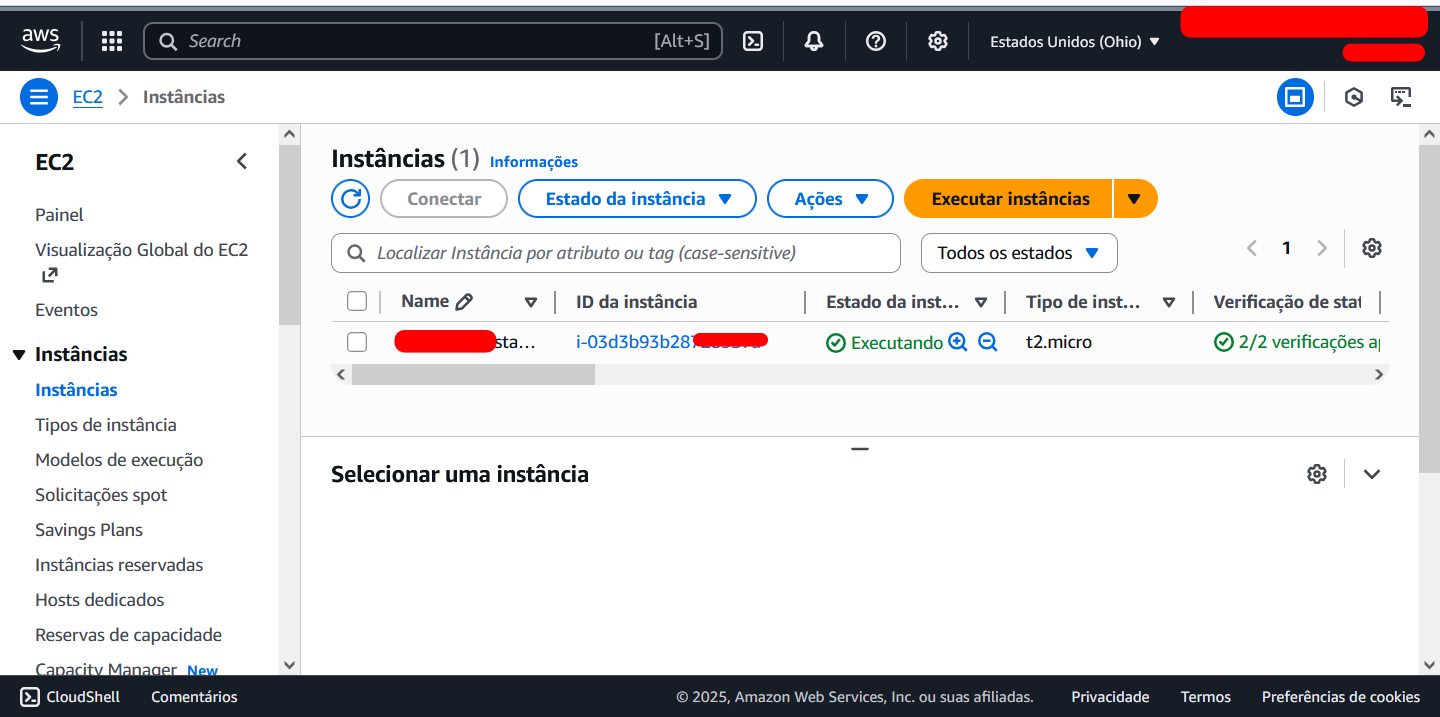 aws
Search [Alt+S] Estados Unidos (Ohio)
EC2 Instâncias
EC2
Painel
Visualização Global do EC2
Eventos
Instâncias
Instâncias
Tipos de instância
Modelos de execução
Solicitações spot
Savings Plans
Instâncias reservadas
Hosts dedicados
Reservas de capacidade
Capacity Manager New
Instâncias (1) Informações
Conectar Estado da instância Ações Executar instâncias
Localizar Instância por atributo ou tag (case-sensitive) Todos os estados 1
Name ID da instância Estado da inst... Tipo de inst... Verificação de stat
sta... i-03d3b93b287 Executando t2.micro 2/2 verificações ap
Selecionar uma instância
CloudShell Comentários © 2025, Amazon Web Services, Inc. ou suas afiliadas. Privacidade Termos Preferências de cookies